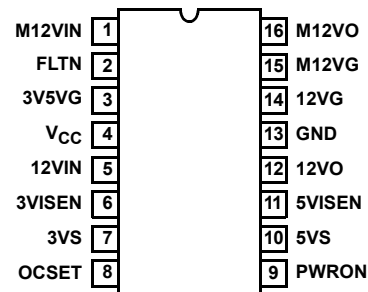 M12VIN 1 16 M12VO
FLTN 2 15 M12VG
3V5VG 3 14 12VG
VCC 4 13 GND
12VIN 5 12 12VO
3VISEN 6 11 5VISEN
3VS 7 10 5VS
OCSET 8 9 PWRON